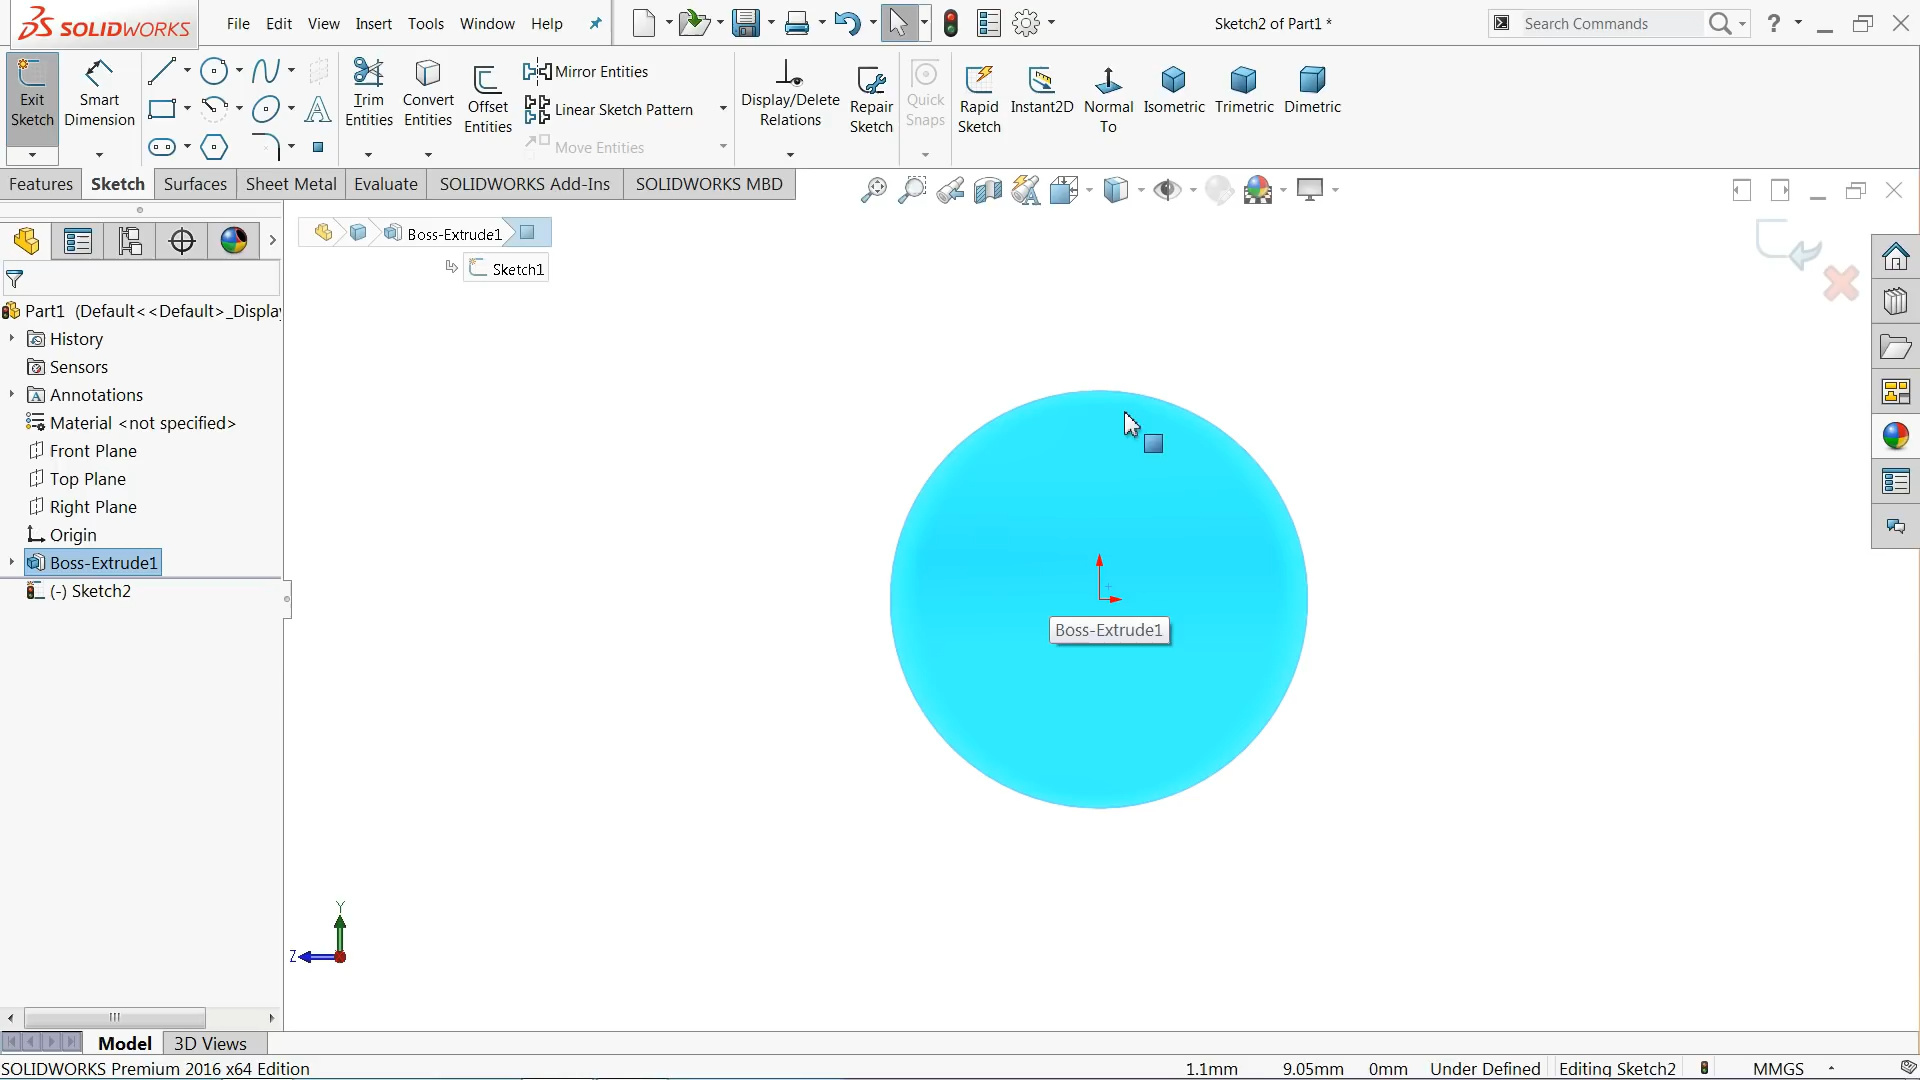 SOLIDWORKS File Edit View Insert Tools Window Help Sketch2 of Part1 * Search Commands ?
Exit Sketch
Smart Dimension
Trim Entities
Convert Entities
Offset Entities
Mirror Entities
Linear Sketch Pattern
Move Entities
Display/Delete Relations
Repair Sketch
Quick Snaps
Rapid Sketch
Instant2D
Normal To
Isometric
Trimetric
Dimetric
Features Sketch Surfaces Sheet Metal Evaluate SOLIDWORKS Add-Ins SOLIDWORKS MBD
Boss-Extrude1
Sketch1
Part1 (Default<<Default>_Displa
History
Sensors
Annotations
Material <not specified>
Front Plane
Top Plane
Right Plane
Origin
Boss-Extrude1
(-) Sketch2
Boss-Extrude1
Y
Z
Model 3D Views
SOLIDWORKS Premium 2016 x64 Edition 1.1mm 9.05mm 0mm Under Defined Editing Sketch2 MMGS